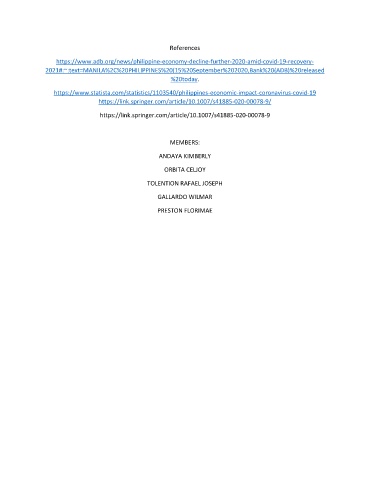 References
https://www.adb.org/news/philippine-economy-decline-further-2020-amid-covid-19-recovery-
2021#:~:text=MANILA%2C%20PHILIPPINES%20(15%20September%202020,Bank%20(ADB)%20released
%20today.
https://www.statista.com/statistics/1103540/philippines-economic-impact-coronavirus-covid-19
https://link.springer.com/article/10.1007/s41885-020-00078-9/
https://link.springer.com/article/10.1007/s41885-020-00078-9
MEMBERS:
ANDAYA KIMBERLY
ORBITA CELJOY
TOLENTION RAFAEL JOSEPH
GALLARDO WILMAR
PRESTON FLORIMAE